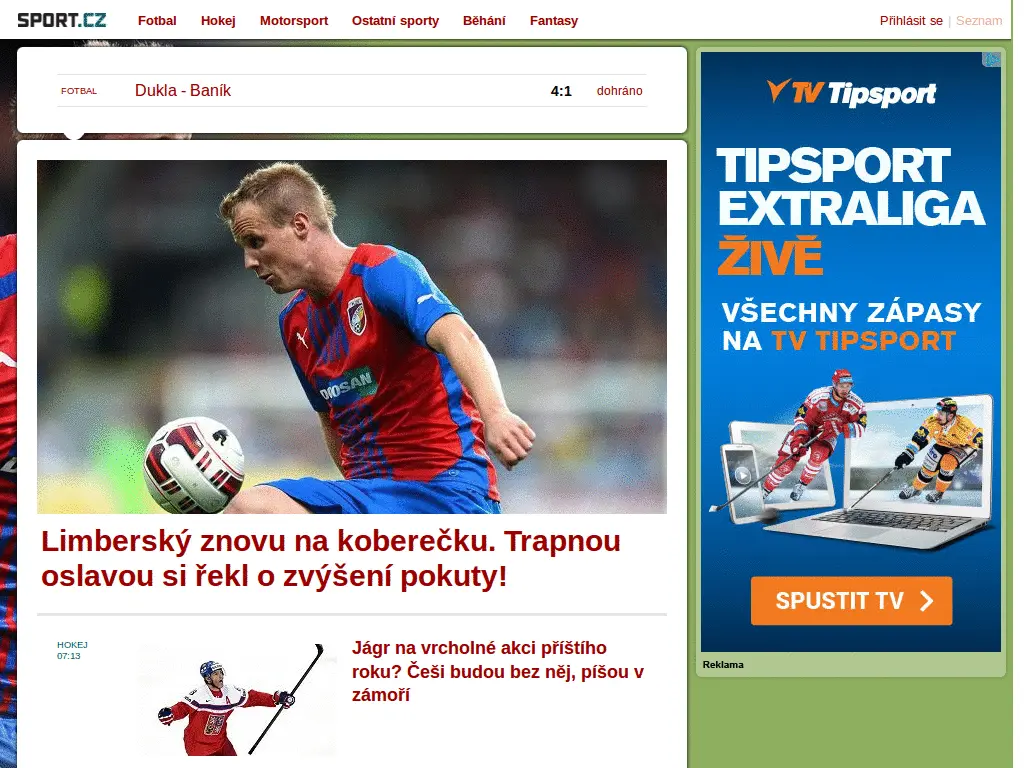 SPORT.CZ
Fotbal Hokej Motorsport Ostatní sporty Běhání Fantasy
Přihlásit se | Seznam
FOTBAL Dukla - Baník 4:1 dohráno
DOOSAN
Limberský znovu na koberečku. Trapnou
oslavou si řekl o zvýšení pokuty!
HOKEJ
07:13
Jágr na vrcholné akci příštího
roku? Češi budou bez něj, píšou v
zámoří
TV Tipsport
TIPSPORT
EXTRALIGA
ŽIVĚ
VŠECHNY ZÁPASY
NA TV TIPSPORT
SPUSTIT TV
Reklama